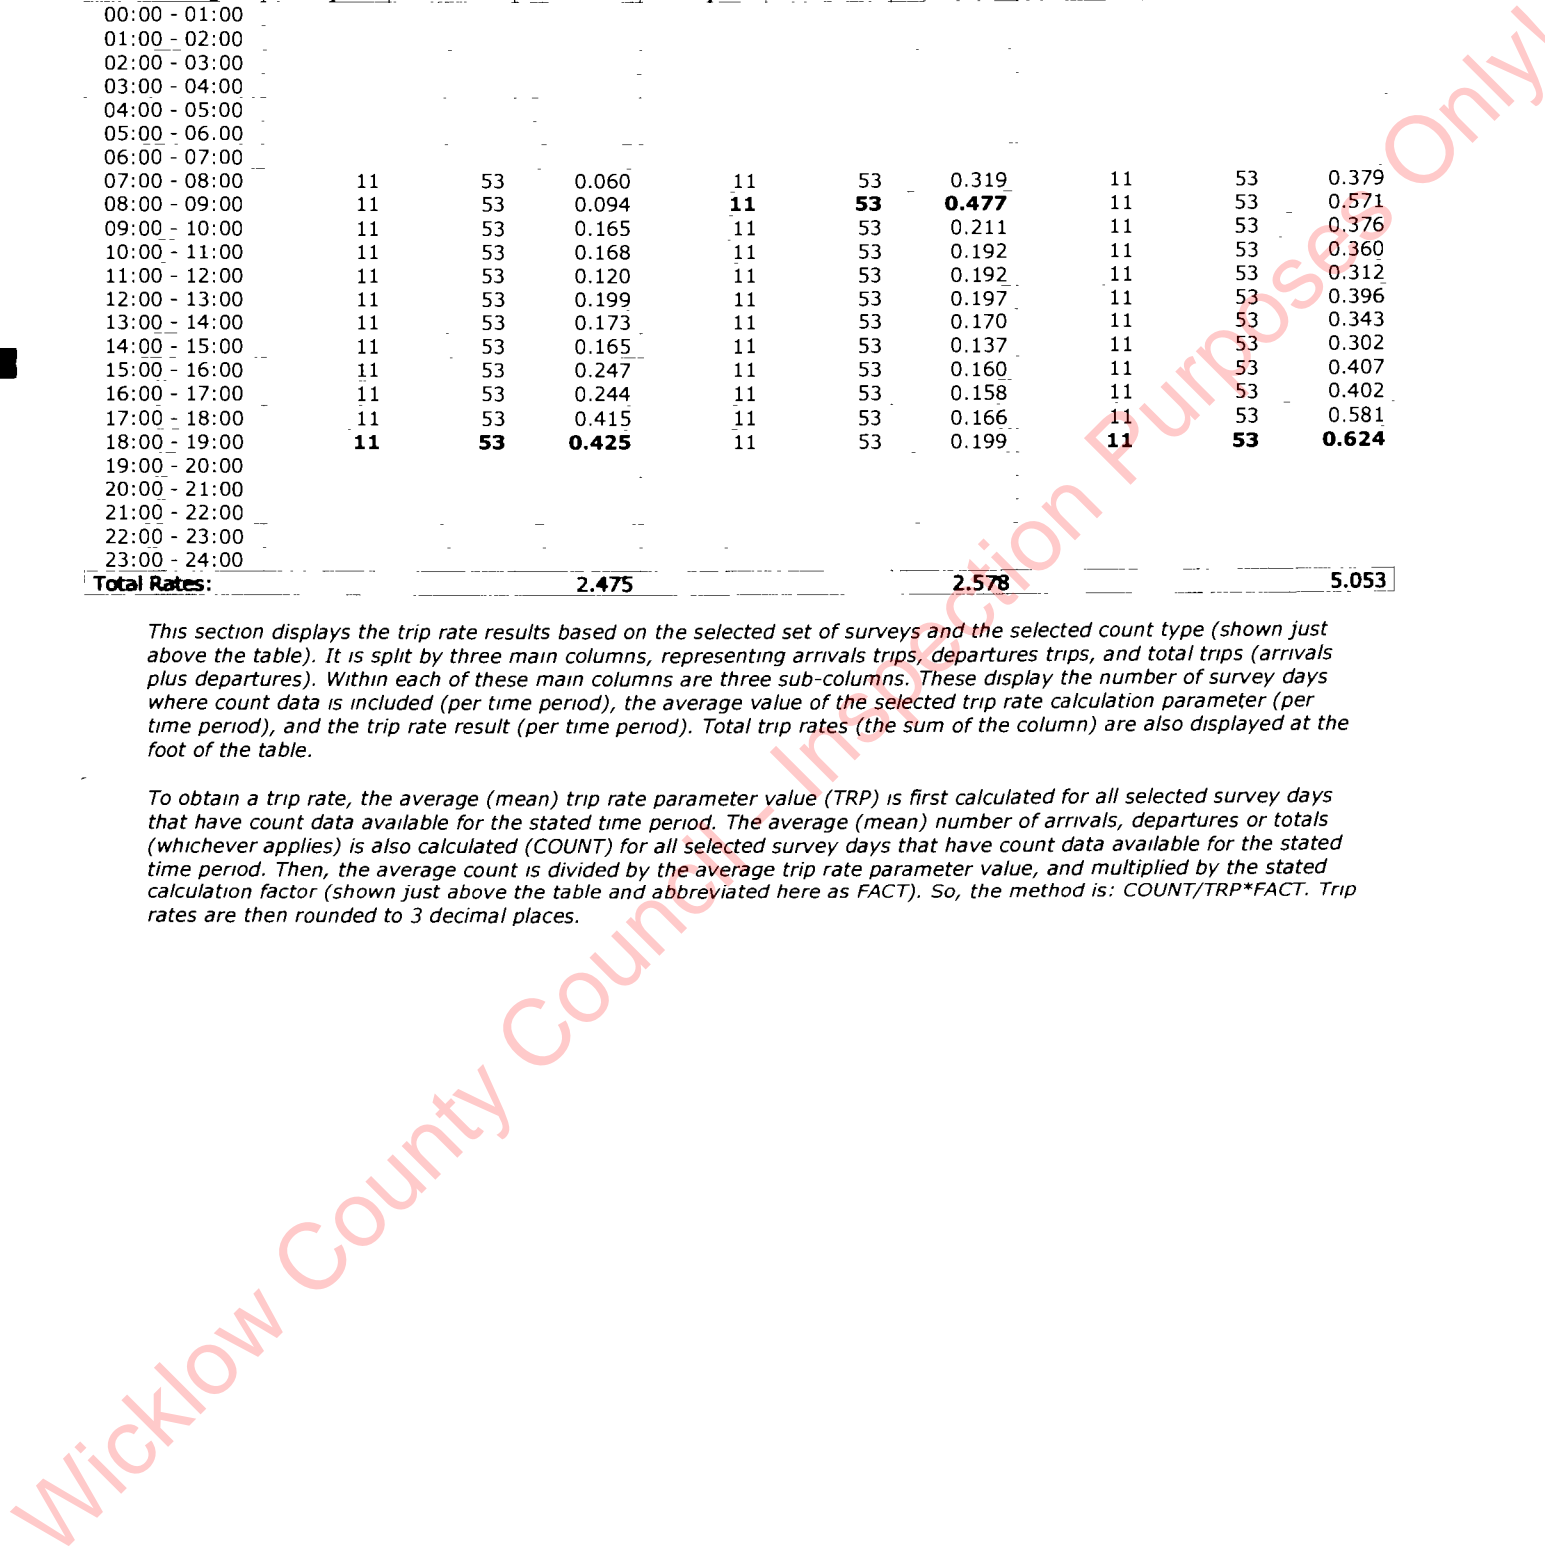 00:00 - 01:00
01:00 - 02:00
02:00 - 03:00
03:00 - 04:00
04:00 - 05:00
05:00 - 06.00
06:00 - 07:00
07:00 - 08:00 11 53 0.060 11 53 0.319 11 53 0.379
08:00 - 09:00 11 53 0.094 11 53 0.477 11 53 0.571
09:00 - 10:00 11 53 0.165 11 53 0.211 11 53 0.376
10:00 - 11:00 11 53 0.168 11 53 0.192 11 53 0.360
11:00 - 12:00 11 53 0.120 11 53 0.192 11 53 0.312
12:00 - 13:00 11 53 0.199 11 53 0.197 11 53 0.396
13:00 - 14:00 11 53 0.173 11 53 0.170 11 53 0.343
14:00 - 15:00 11 53 0.165 11 53 0.137 11 53 0.302
15:00 - 16:00 11 53 0.247 11 53 0.160 11 53 0.407
16:00 - 17:00 11 53 0.244 11 53 0.158 11 53 0.402
17:00 - 18:00 11 53 0.415 11 53 0.166 11 53 0.581
18:00 - 19:00 11 53 0.425 11 53 0.199 11 53 0.624
19:00 - 20:00
20:00 - 21:00
21:00 - 22:00
22:00 - 23:00
23:00 - 24:00
Total Rates: 2.475 2.578 5.053
This section displays the trip rate results based on the selected set of surveys and the selected count type (shown just
above the table). It is split by three main columns, representing arrivals trips, departures trips, and total trips (arrivals
plus departures). Within each of these main columns are three sub-columns. These display the number of survey days
where count data is included (per time period), the average value of the selected trip rate calculation parameter (per
time period), and the trip rate result (per time period). Total trip rates (the sum of the column) are also displayed at the
foot of the table.
To obtain a trip rate, the average (mean) trip rate parameter value (TRP) is first calculated for all selected survey days
that have count data available for the stated time period. The average (mean) number of arrivals, departures or totals
(whichever applies) is also calculated (COUNT) for all selected survey days that have count data available for the stated
time period. Then, the average count is divided by the average trip rate parameter value, and multiplied by the stated
calculation factor (shown just above the table and abbreviated here as FACT). So, the method is: COUNT/TRP*FACT. Trip
rates are then rounded to 3 decimal places.
Wicklow County Council - Inspection Purposes Only!